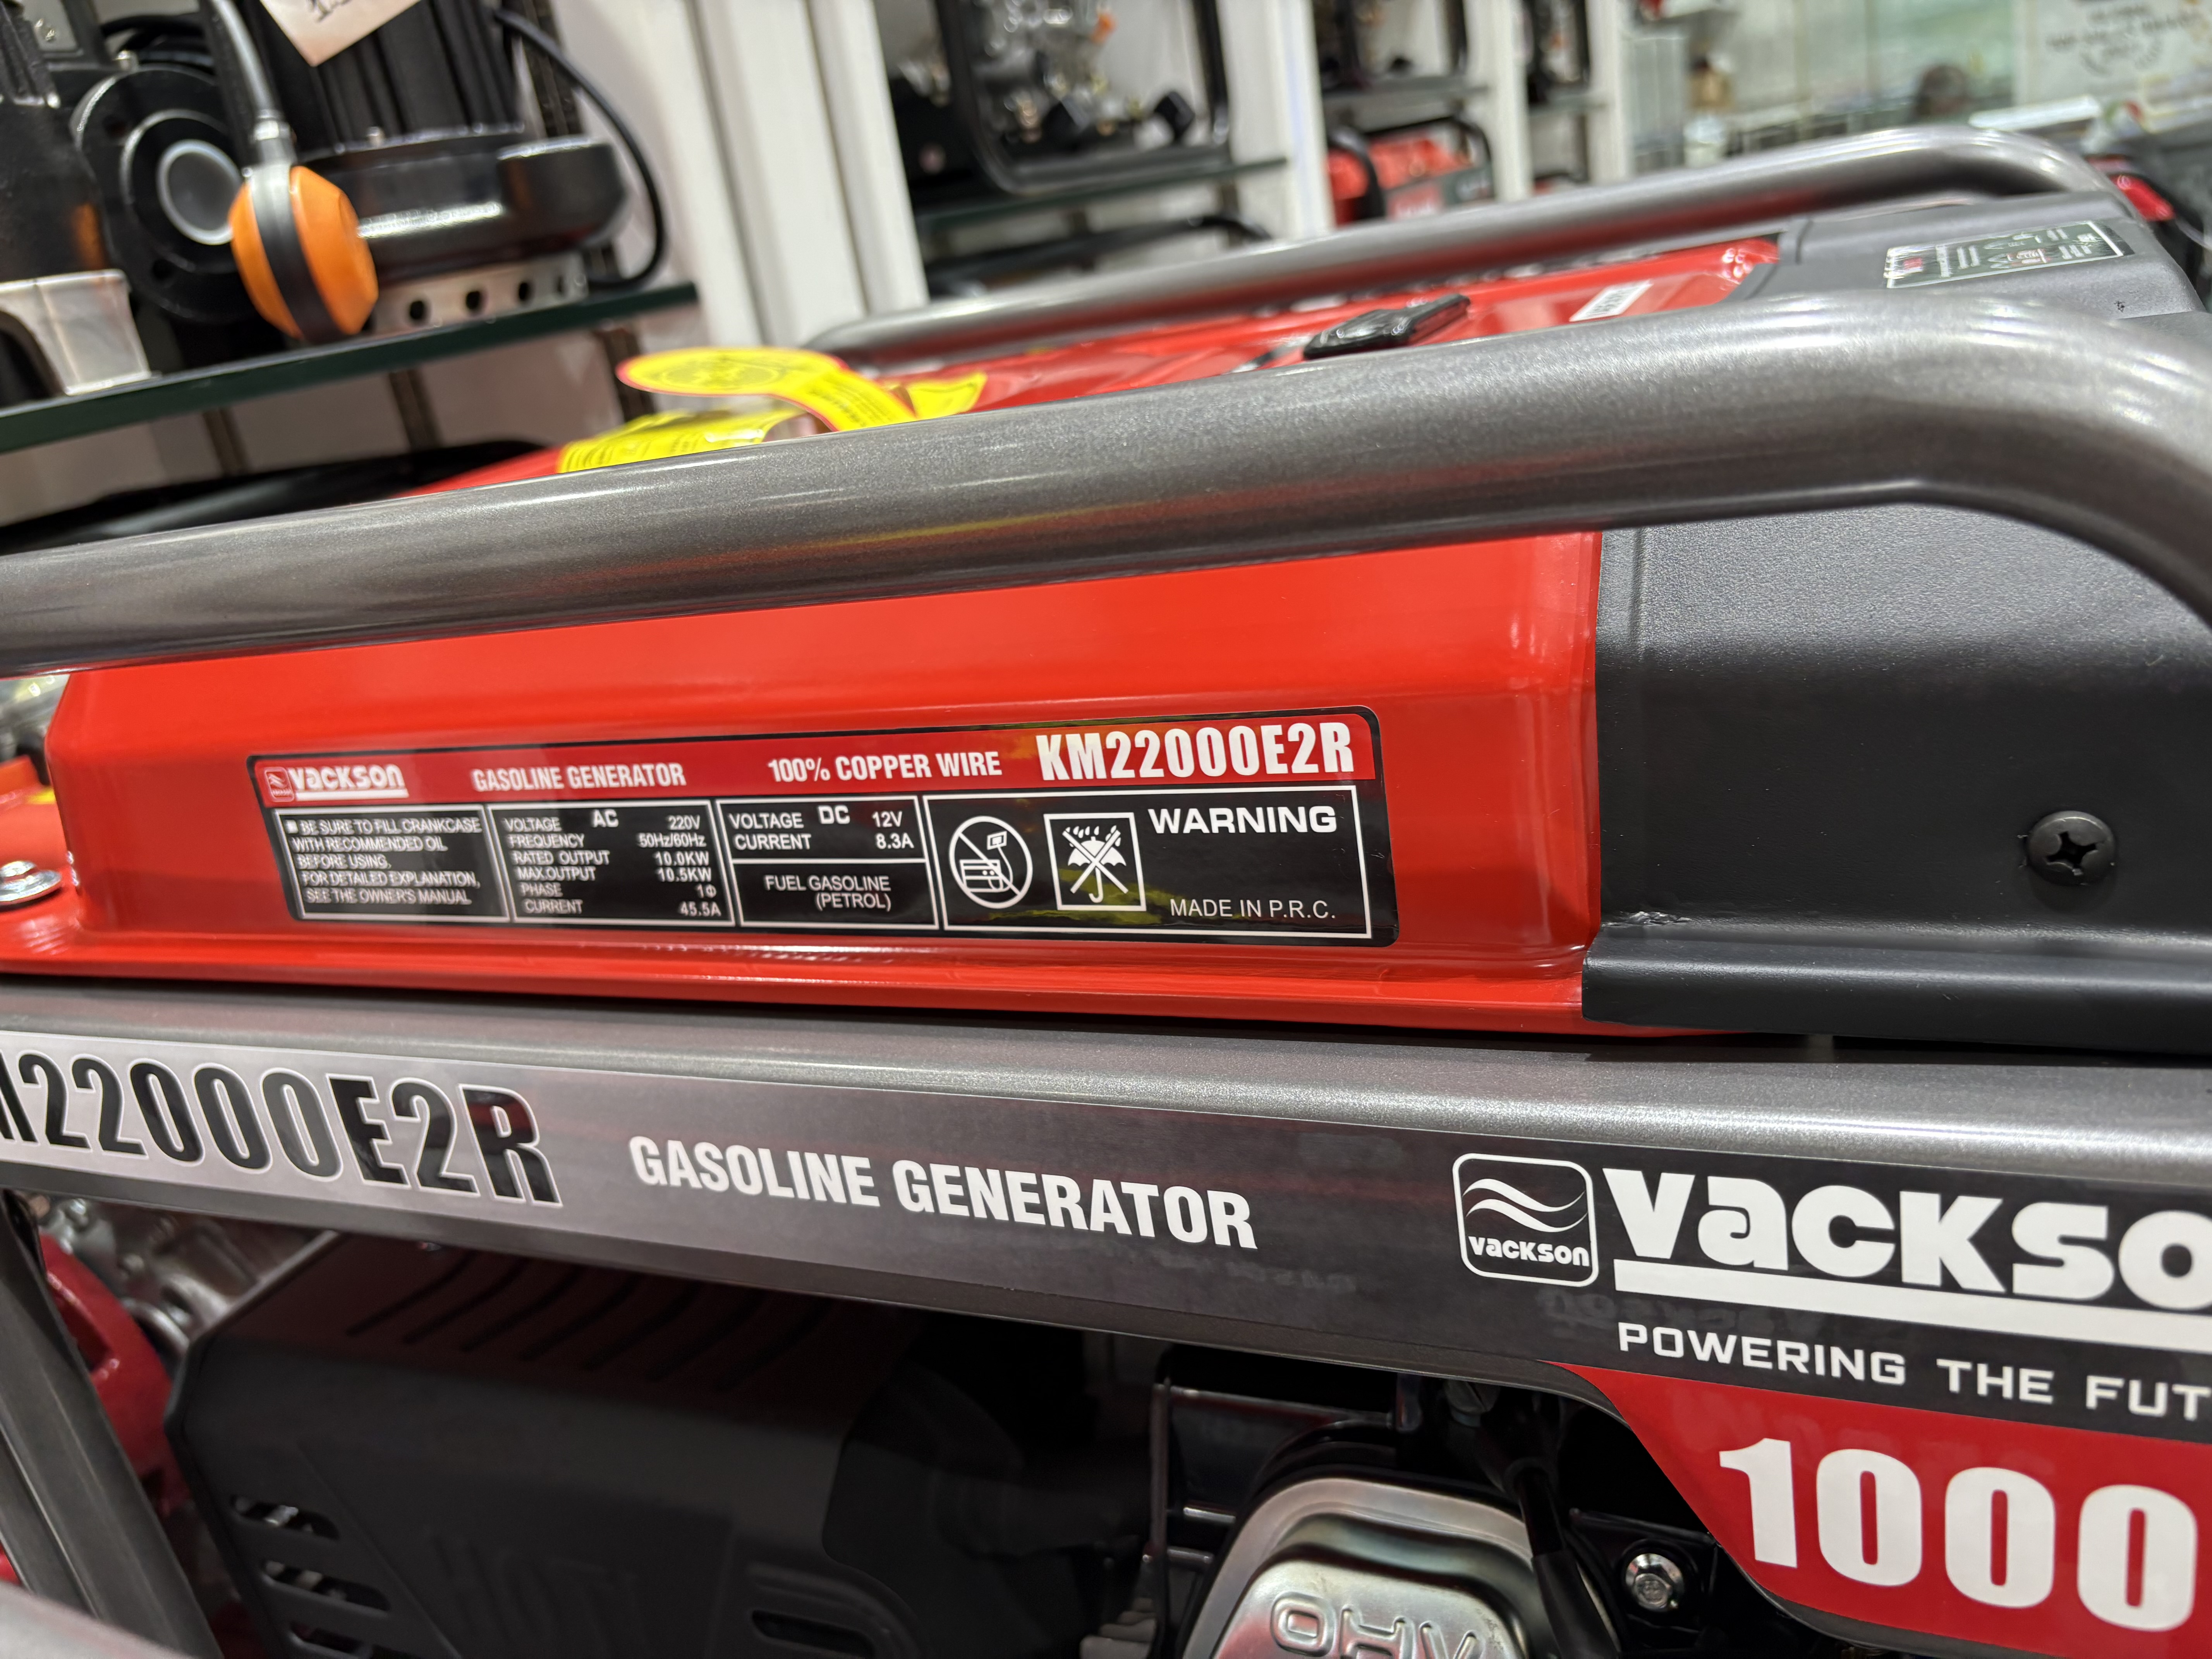 vackson GASOLINE GENERATOR 100% COPPER WIRE KM22000E2R
BE SURE TO FILL CRANKCASE
WITH RECOMMENDED OIL
BEFORE USING.
FOR DETAILED EXPLANATION,
SEE THE OWNER'S MANUAL
AC
VOLTAGE 220V
FREQUENCY 50Hz/60Hz
RATED OUTPUT 10.0KW
MAX.OUTPUT 10.5KW
PHASE 1Φ
CURRENT 45.5A
DC
VOLTAGE 12V
CURRENT 8.3A
FUEL GASOLINE
(PETROL)
WARNING
MADE IN P.R.C.
22000E2R GASOLINE GENERATOR
vackson
vackso
POWERING THE FUT
1000
OHV
HOT